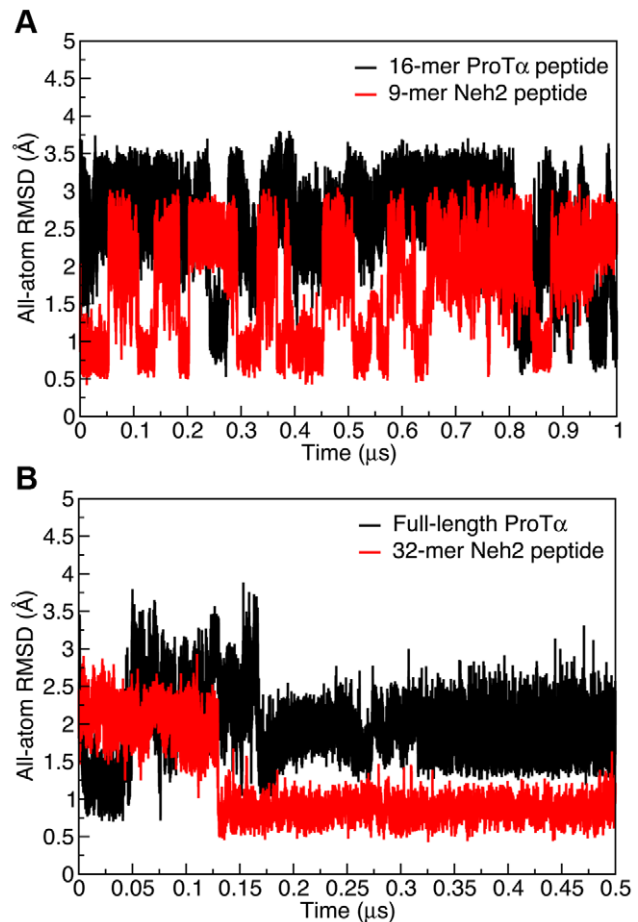 A
All-atom RMSD (Å)
5
4.5
4
3.5
3
2.5
2
1.5
1
0.5
0
16-mer ProTα peptide
9-mer Neh2 peptide
0 0.1 0.2 0.3 0.4 0.5 0.6 0.7 0.8 0.9 1
Time (μs)
B
All-atom RMSD (Å)
5
4.5
4
3.5
3
2.5
2
1.5
1
0.5
0
Full-length ProTα
32-mer Neh2 peptide
0 0.05 0.1 0.15 0.2 0.25 0.3 0.35 0.4 0.45 0.5
Time (μs)